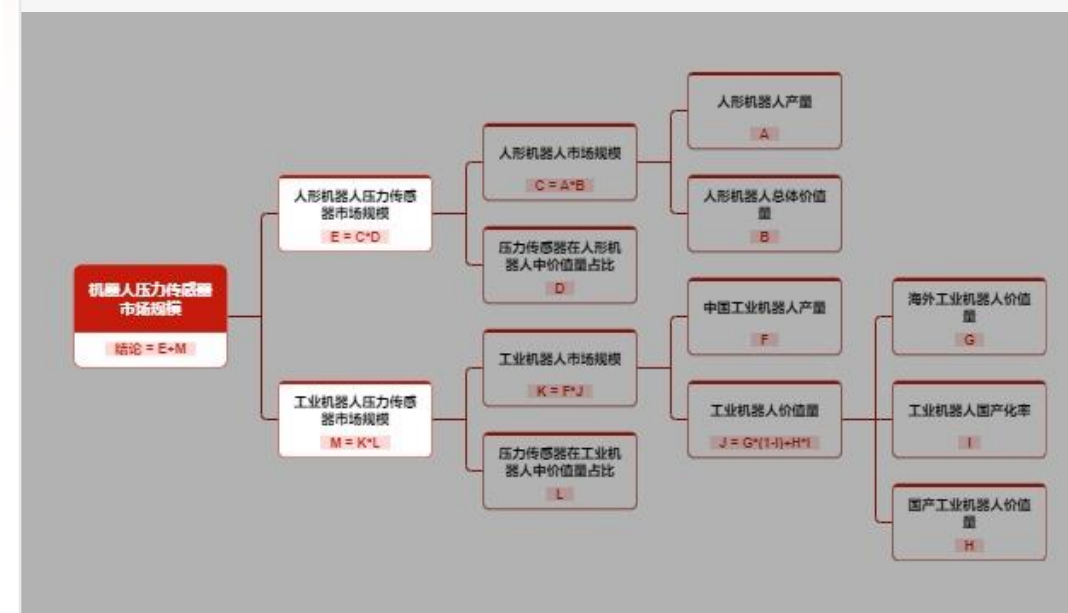 人形机器人产量
A
人形机器人市场规模
C = A*B
人形机器人总体价值
量
B
人形机器人压力传感
器市场规模
E = C*D
压力传感器在人形机
器人中价值量占比
D
机器人压力传感器
市场规模
结论 = E+M
中国工业机器人产量
F
海外工业机器人价值
量
G
工业机器人市场规模
K = F*J
工业机器人压力传感
器市场规模
M = K*L
工业机器人价值量
J = G*(1-I)+H*I
工业机器人国产化率
I
压力传感器在工业机
器人中价值量占比
L
国产工业机器人价值
量
H